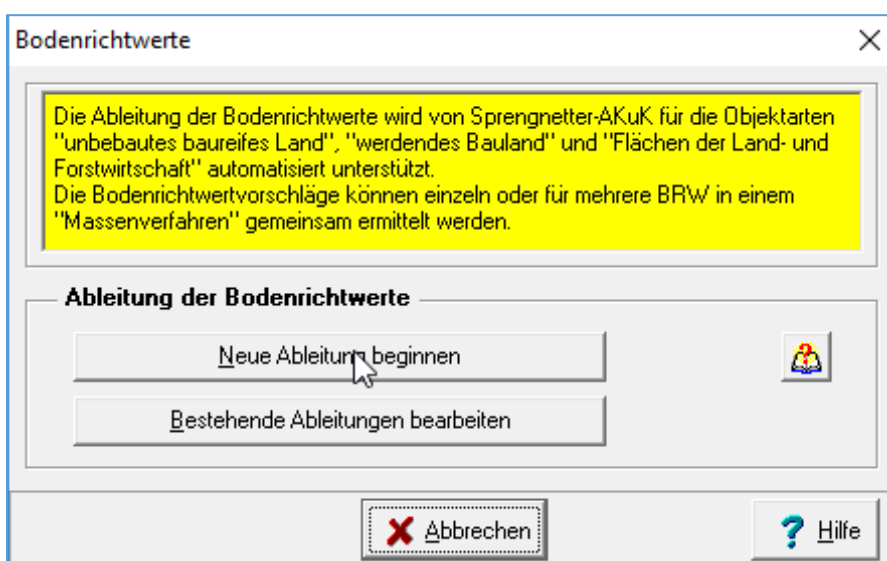 Bodenrichtwerte
Die Ableitung der Bodenrichtwerte wird von Sprengnetter-AKuK für die Objektarten
"unbebautes baureifes Land", "werdendes Bauland" und "Flächen der Land- und
Forstwirtschaft" automatisiert unterstützt.
Die Bodenrichtwertvorschläge können einzeln oder für mehrere BRW in einem
"Massenverfahren" gemeinsam ermittelt werden.
Ableitung der Bodenrichtwerte
Neue Ableitung beginnen
Bestehende Ableitungen bearbeiten
Abbrechen
Hilfe